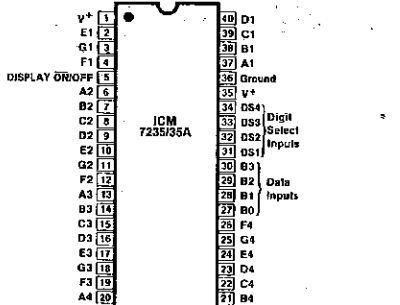 V+ 1 40 D1
E1 2 39 C1
G1 3 38 B1
F1 4 37 A1
DISPLAY ON/OFF 5 36 Ground
A2 6 35 V+
B2 7 34 DS4
C2 8 33 DS3
D2 9 32 DS2
E2 10 31 DS1
Digit
Select
Inputs
ICM
7235/35A
G2 11 30 B3
F2 12 29 B2
A3 13 28 B1
B3 14 27 B0
Data
Inputs
C3 15 26 F4
D3 16 25 G4
E3 17 24 E4
G3 18 23 D4
F3 19 22 C4
A4 20 21 B4